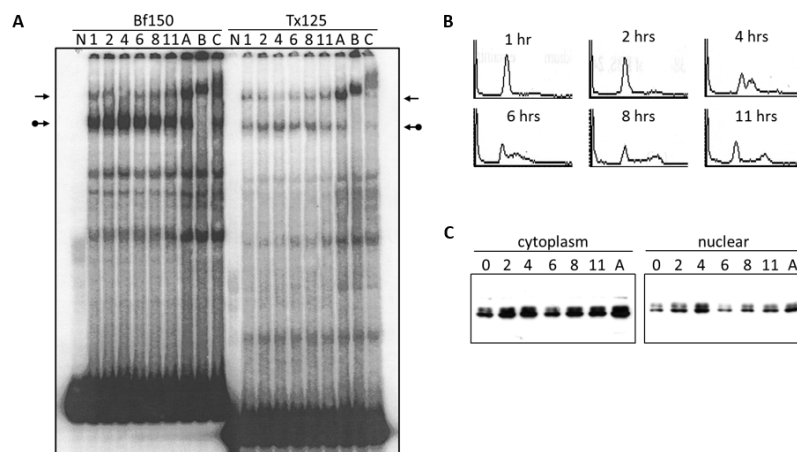 A
Bf150
Tx125
N 1 2 4 6 8 11 A B C N 1 2 4 6 8 11 A B C
B
1 hr
2 hrs
4 hrs
6 hrs
8 hrs
11 hrs
C
cytoplasm
nuclear
0 2 4 6 8 11 A
0 2 4 6 8 11 A